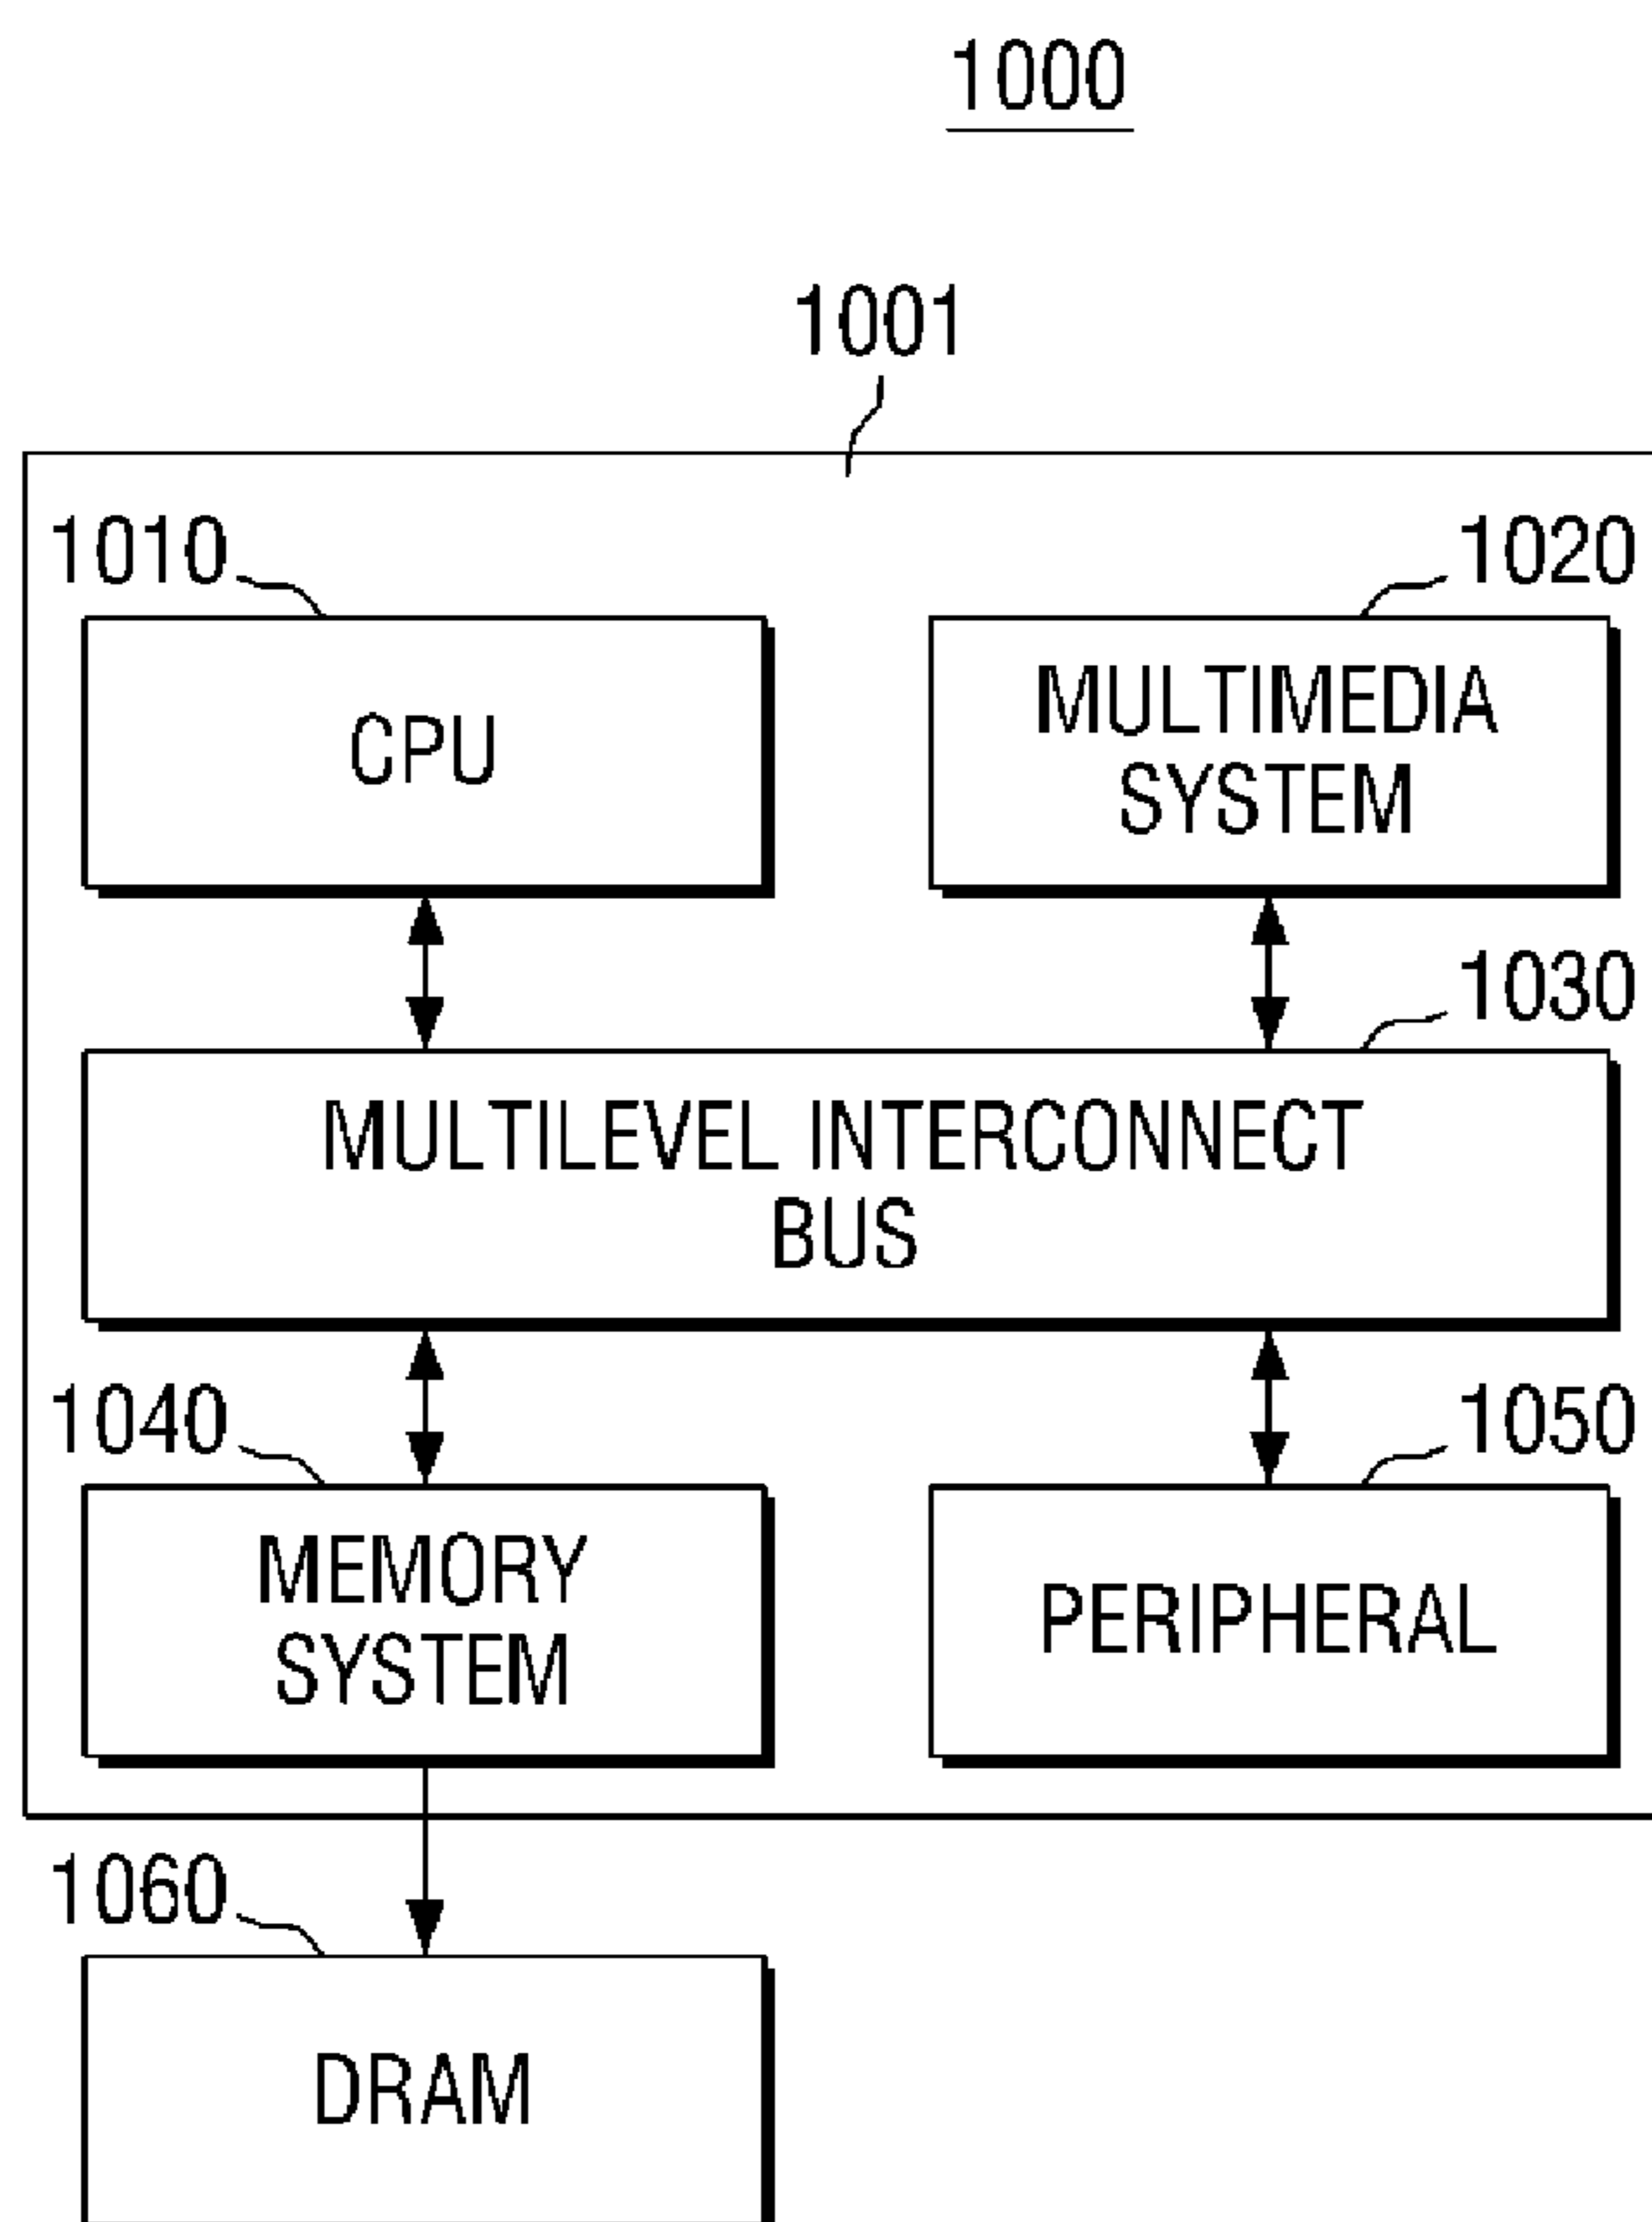 1000
1001
1010
1020
CPU
MULTIMEDIA
SYSTEM
1030
MULTILEVEL INTERCONNECT
BUS
1040
1050
MEMORY
SYSTEM
PERIPHERAL
1060
DRAM